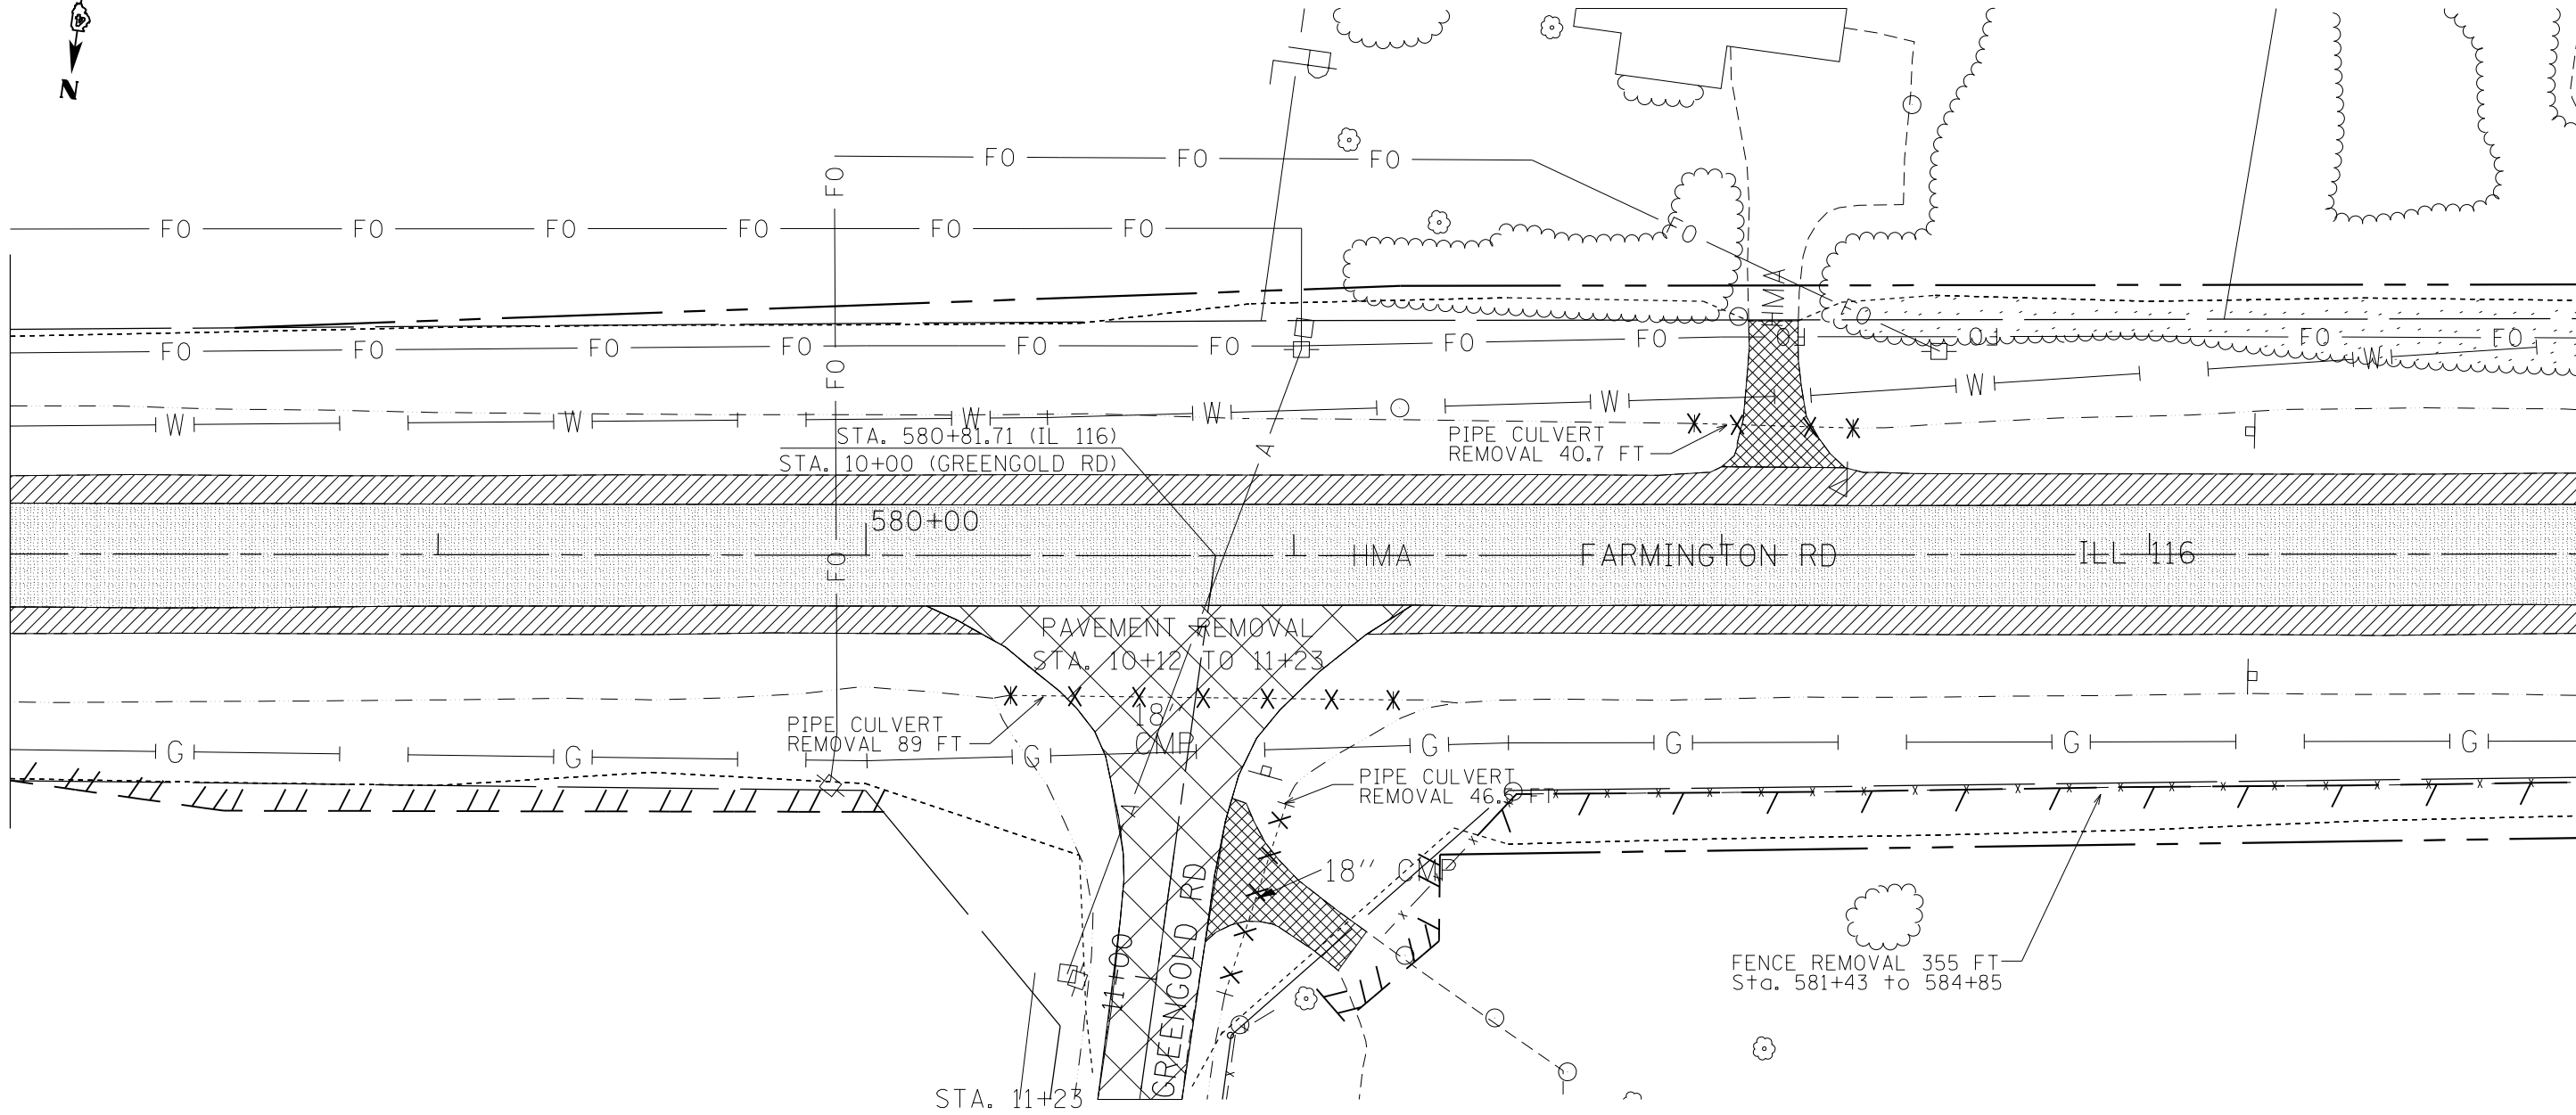 N
FO FO FO
FO
FO FO FO FO FO FO
FO
HMA
FO
FO FO FO FO FO FO FO FO FO FO
FO
W W W W W W W
STA. 580+81.71 (IL 116)
STA. 10+00 (GREENGOLD RD)
A
PIPE CULVERT
REMOVAL 40.7 FT
580+00
FO
HMA FARMINGTON RD ILL 116
A
PAVEMENT REMOVAL
STA. 10+12 TO 11+23
18
CMP
PIPE CULVERT
REMOVAL 89 FT
G G G G G G G
PIPE CULVERT
REMOVAL 46.5 FT
A
18" CMP
GREENGOLD RD
11+00
FENCE REMOVAL 355 FT
Sta. 581+43 to 584+85
STA. 11+23